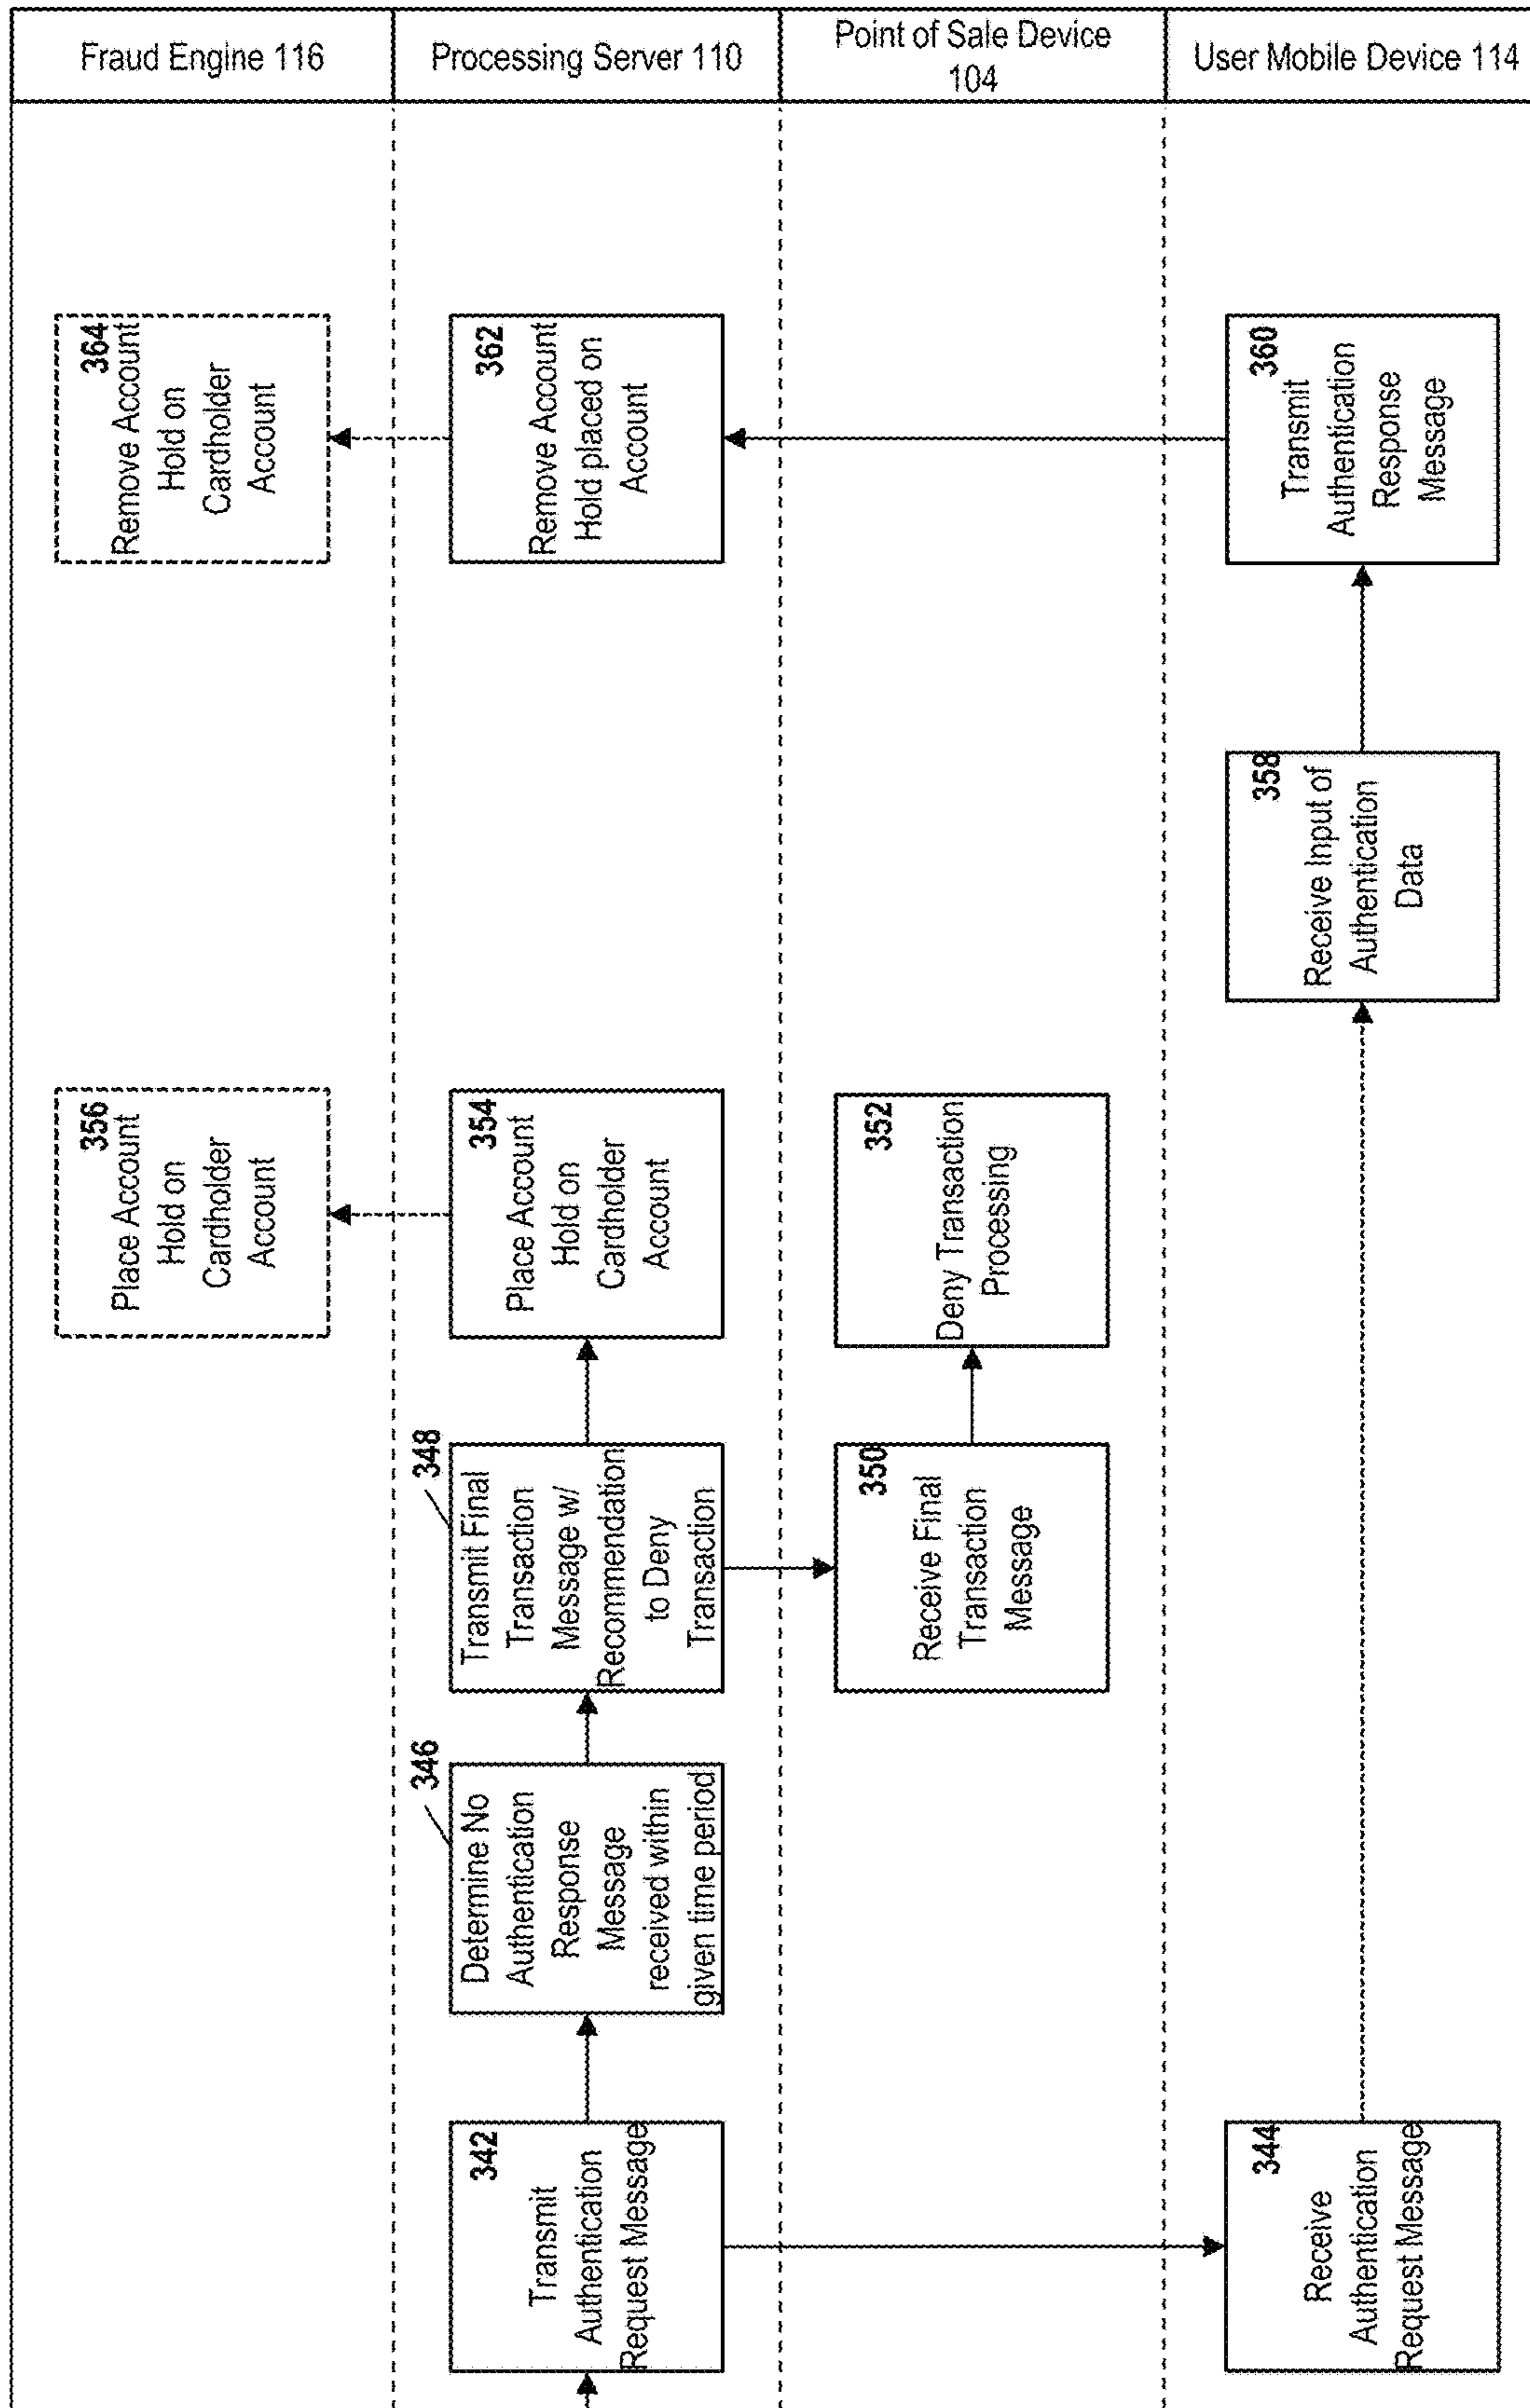 Fraud Engine 116
Processing Server 110
Point of Sale Device
104
User Mobile Device 114
342
Transmit
Authentication
Request Message
344
Receive
Authentication
Request Message
346
Determine No
Authentication
Response
Message
received within
given time period
348
Transmit Final
Transaction
Message w/
Recommendation
to Deny
Transaction
350
Receive Final
Transaction
Message
352
Deny Transaction
Processing
354
Place Account
Hold on
Cardholder
Account
356
Place Account
Hold on
Cardholder
Account
358
Receive Input of
Authentication
Data
360
Transmit
Authentication
Response
Message
362
Remove Account
Hold placed on
Account
364
Remove Account
Hold on
Cardholder
Account